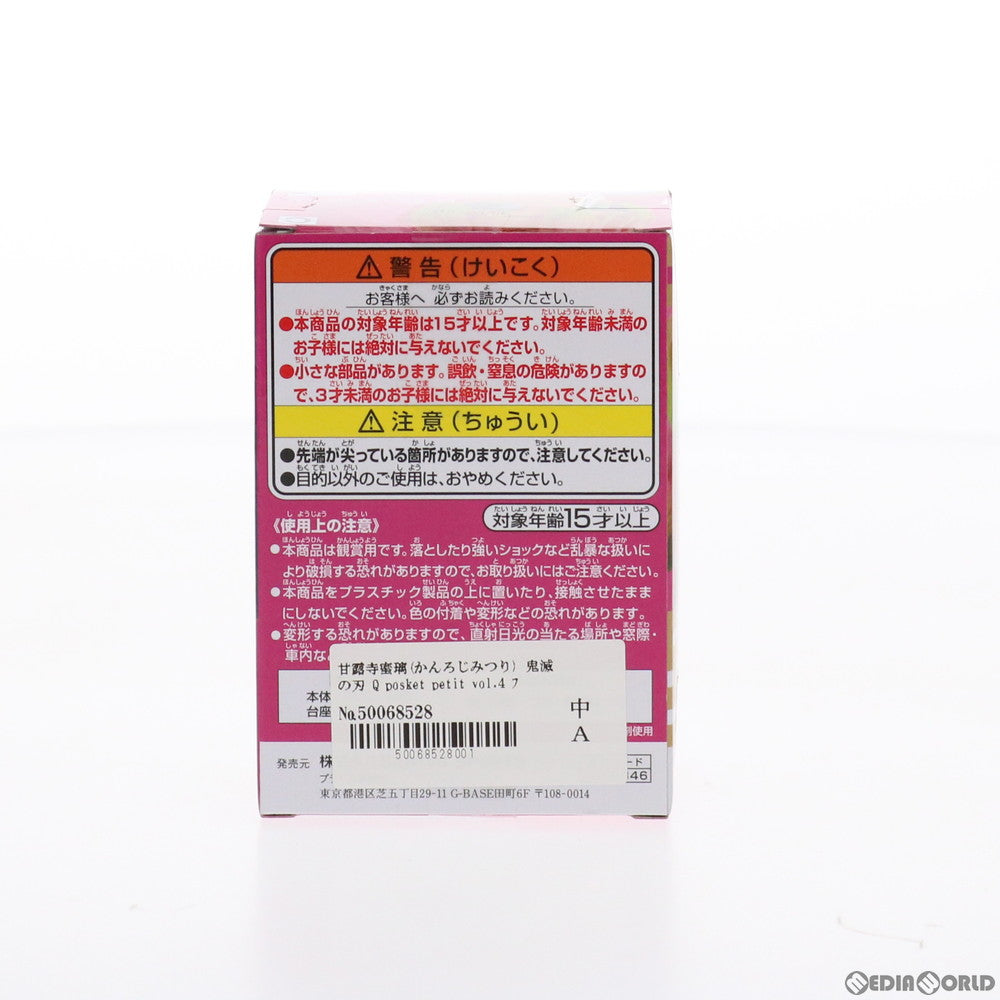 警告(けいこく)
お客様へ 必ずお読みください。
●本商品の対象年齢は15才以上です。対象年齢未満の
お子様には絶対に与えないでください。
●小さな部品があります。誤飲・窒息の危険がありますの
で、3才未満のお子様には絶対に与えないでください。
注意(ちゅうい)
●先端が尖っている箇所がありますので、注意してください。
●目的以外のご使用は、おやめください。
対象年齢15才以上
《使用上の注意》
●本商品は観賞用です。落としたり強いショックなど乱暴な扱いに
より破損する恐れがありますので、お取り扱いにはご注意ください。
●本商品をプラスチック製品の上に置いたり、接触させたままに
にしないでください。色の付着や変形などの恐れがあります。
●変形する恐れがありますので、直射日光の当たる場所や窓際・
車内な
甘露寺蜜璃(かんろじみつり) 鬼滅
の刃 Q posket petit vol.4 フ
№50068528
中
A
50068528001
本体
台座
使用
発売元 株
ード
46
東京都港区芝五丁目29-11 G-BASE田町6F 〒108-0014
MEDIAWORLD